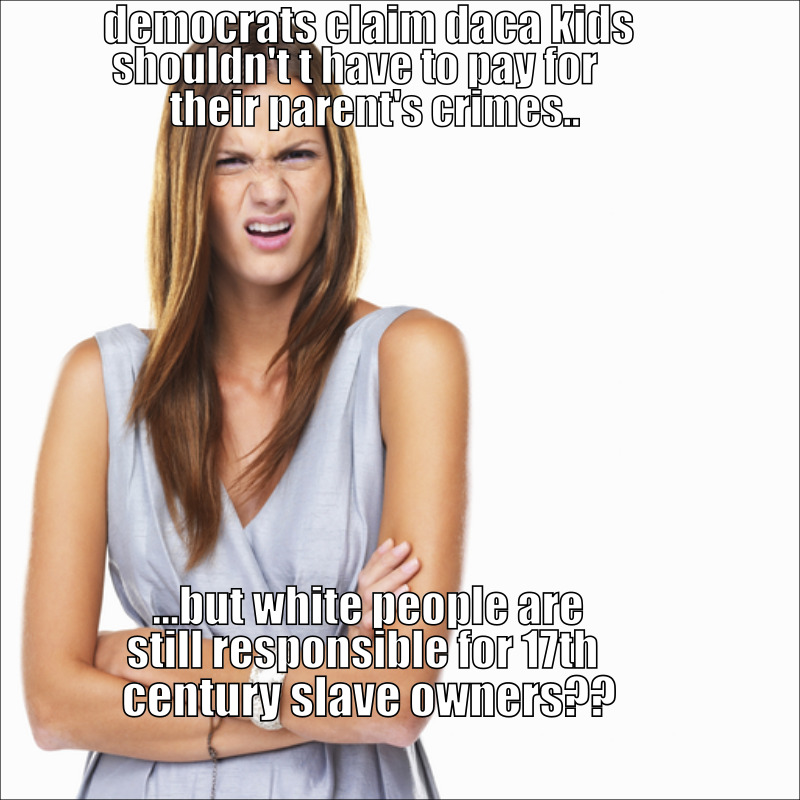 democrats claim daca kids
shouldn't t have to pay for
their parent's crimes..
...but white people are
still responsible for 17th
century slave owners??